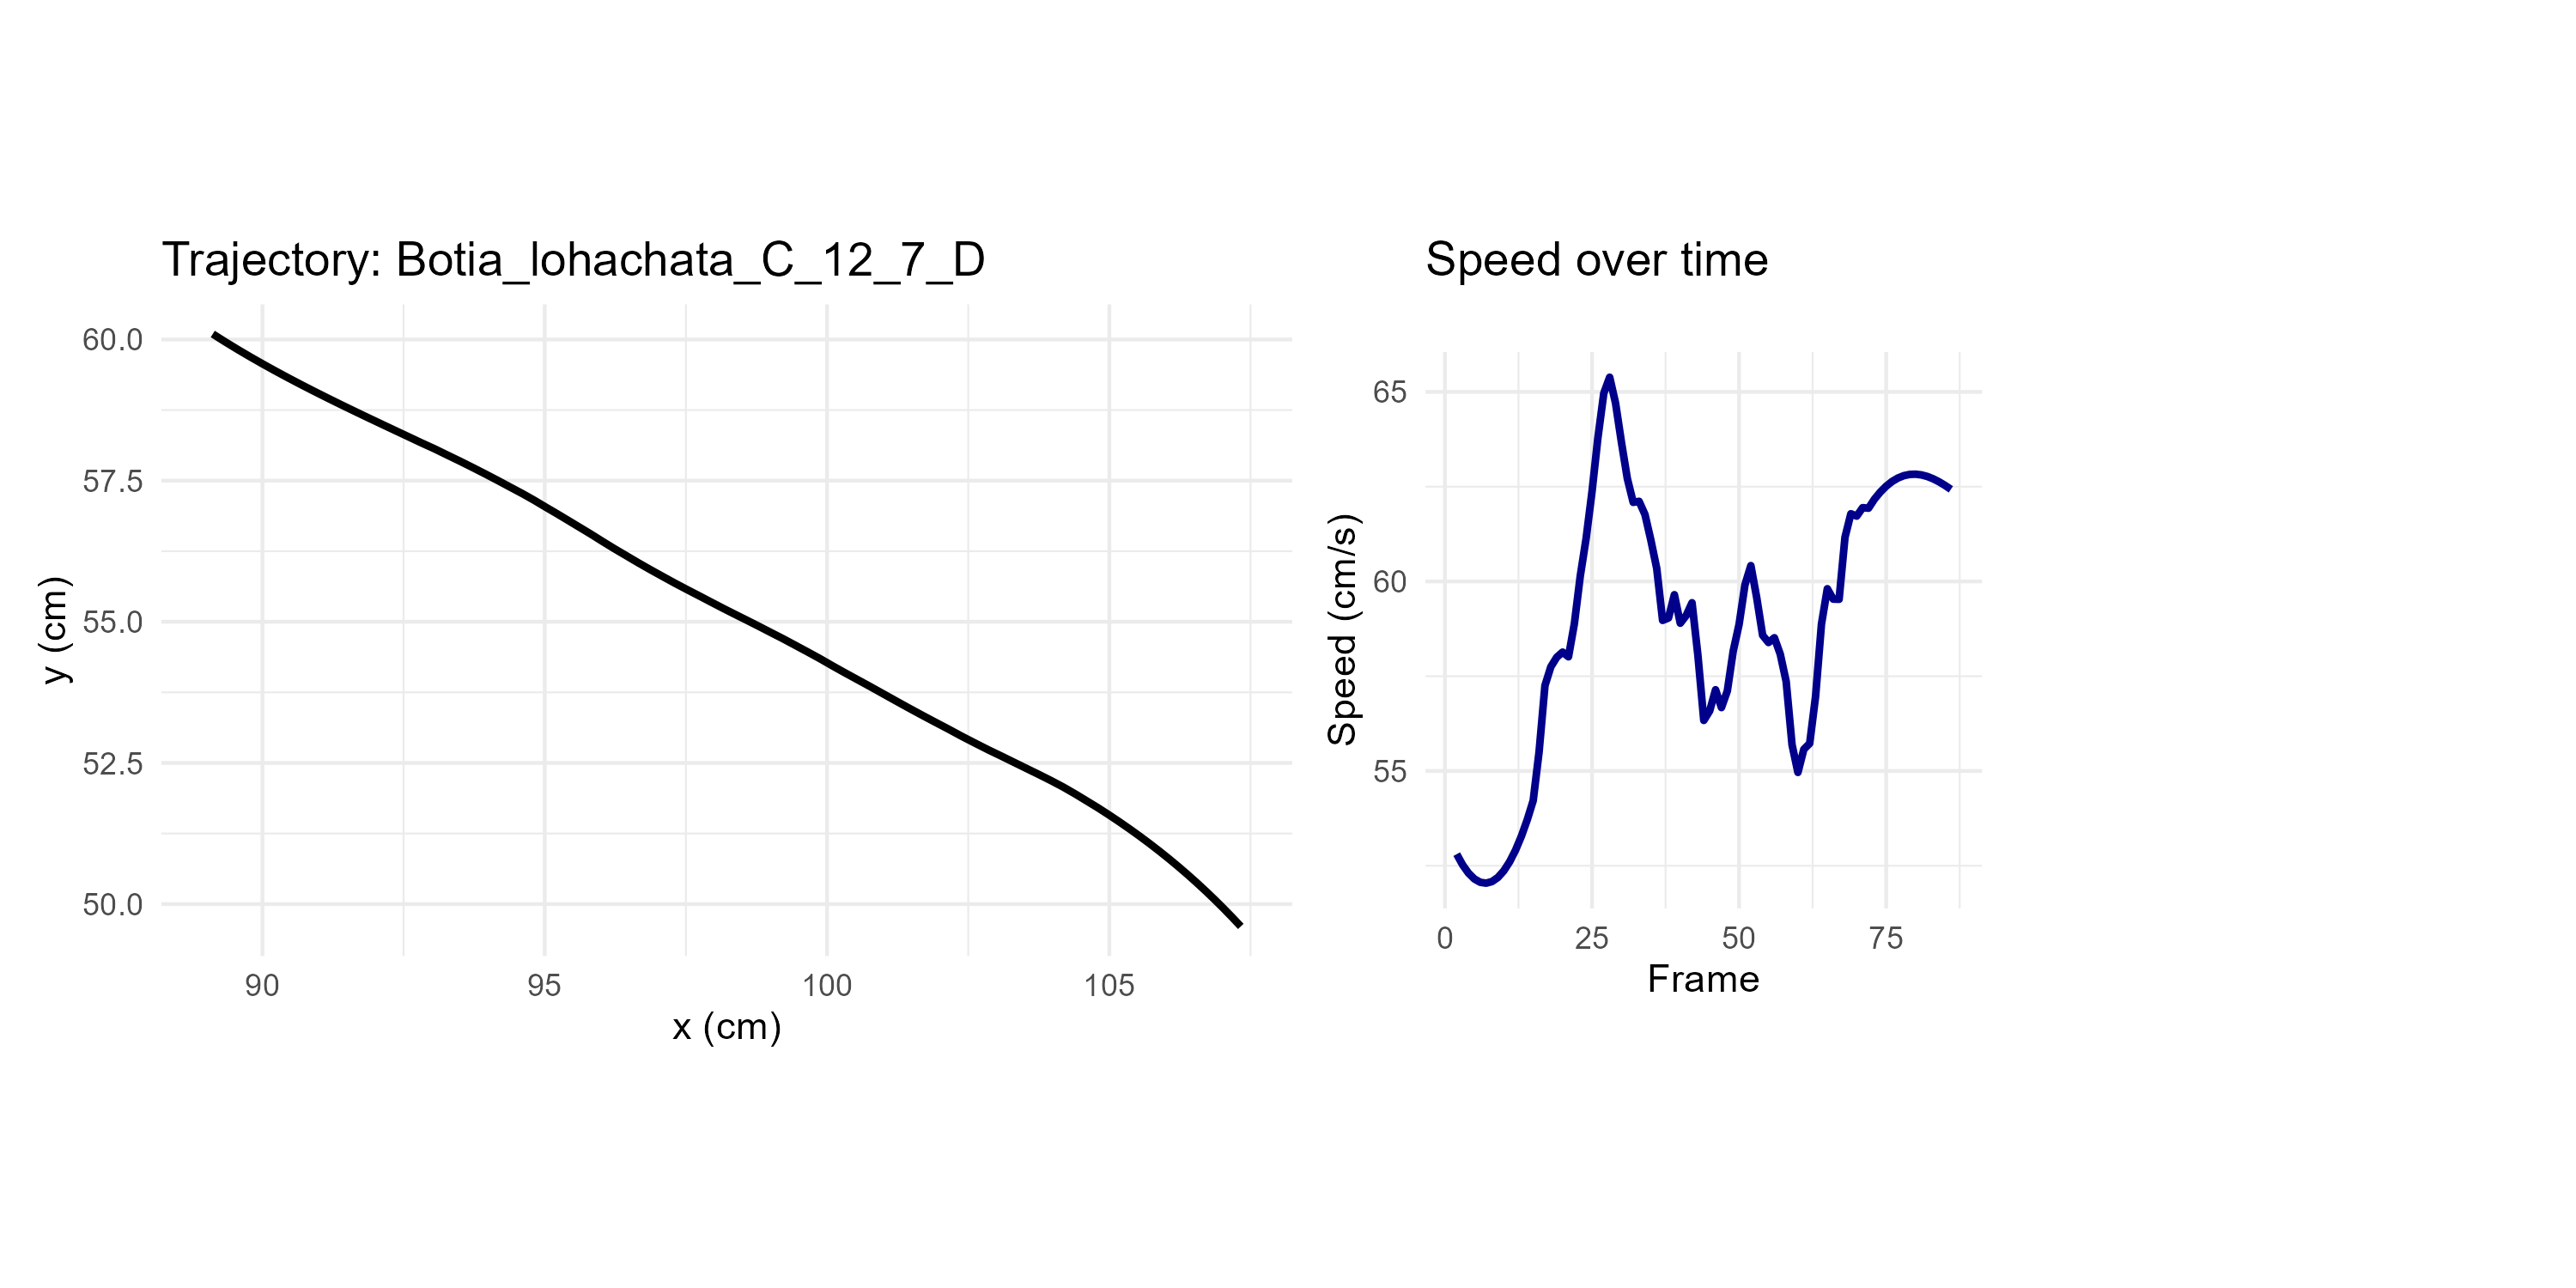 Trajectory: Botia_lohachata_C_12_7_D
60.0
57.5
55.0
52.5
50.0
y (cm)
90 95 100 105
x (cm)
Speed over time
65
60
55
Speed (cm/s)
0 25 50 75
Frame